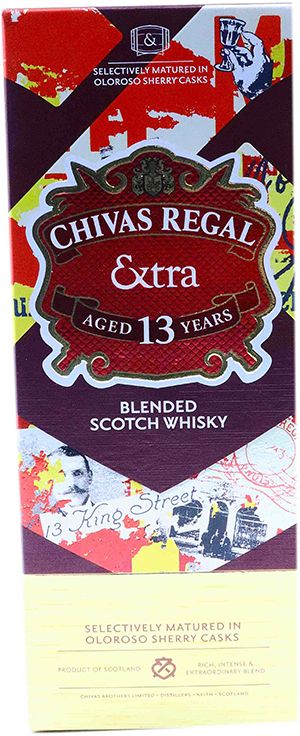 &
SELECTIVELY MATURED IN
OLOROSO SHERRY CASKS
CHIVAS REGAL
Extra
AGED 13 YEARS
BLENDED
SCOTCH WHISKY
13 King Street
SELECTIVELY MATURED IN
OLOROSO SHERRY CASKS
PRODUCT OF SCOTLAND
RICH, INTENSE &
EXTRAORDINARY BLEND
CHIVAS BROTHERS LIMITED • DISTILLERS • KEITH • SCOTLAND